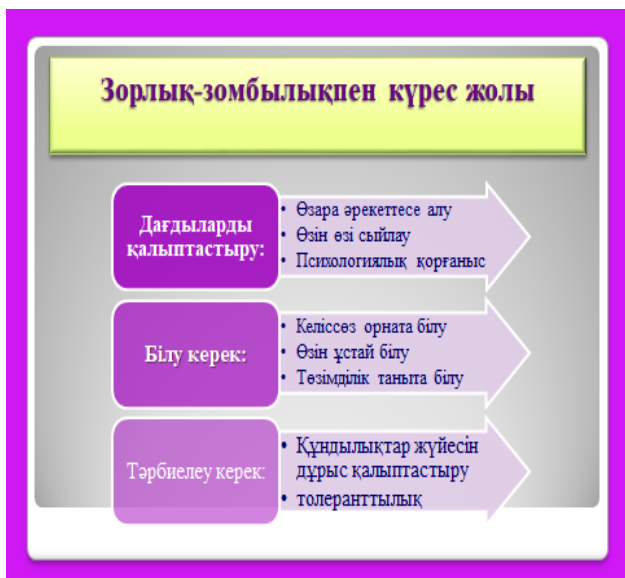 Зорлық-зомбылықпен күрес жолы
Дағдыларды
қалыптастыру:
• Өзара әрекеттесе алу
• Өзін өзі сыйлау
• Психологиялық қорғаныс
Білу керек:
• Келіссөз орната білу
• Өзін ұстай білу
• Төзімділік таныта білу
Тәрбиелеу керек:
• Құндылықтар жүйесін
дұрыс қалыптастыру
• толеранттылық